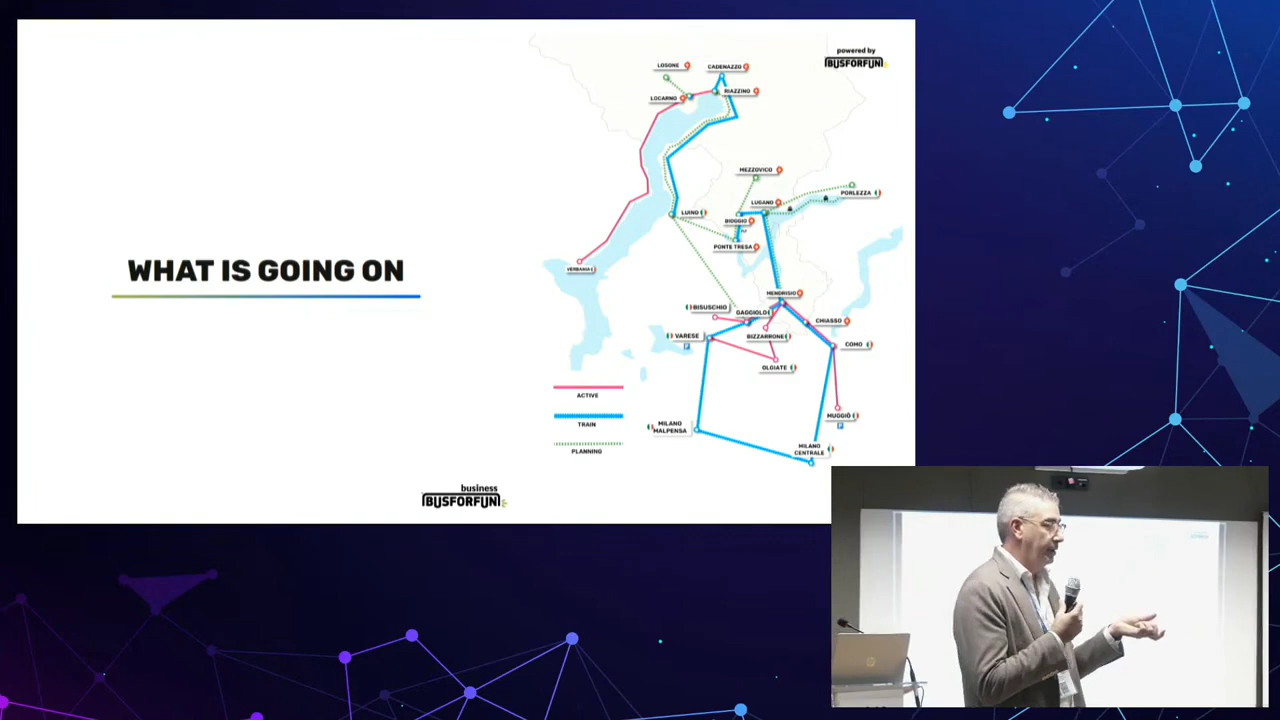 powered by
BUSFORFUN
LOSONE
CADENAZZO
LOCARNO
RIAZZINO
MEZZOVICO
PORLEZZA
LUGANO
LUINO
BIOGGIO
PONTE TRESA
VERBANIA
WHAT IS GOING ON
MENDRISIO
BISUSCHIO
GAGGIOLO
CHIASSO
VARESE
P
BIZZARRONE
COMO
OLGIATE
ACTIVE
MUGGIÒ
P
TRAIN
MILANO
MALPENSA
MILANO
CENTRALE
PLANNING
business
BUSFORFUN
hp